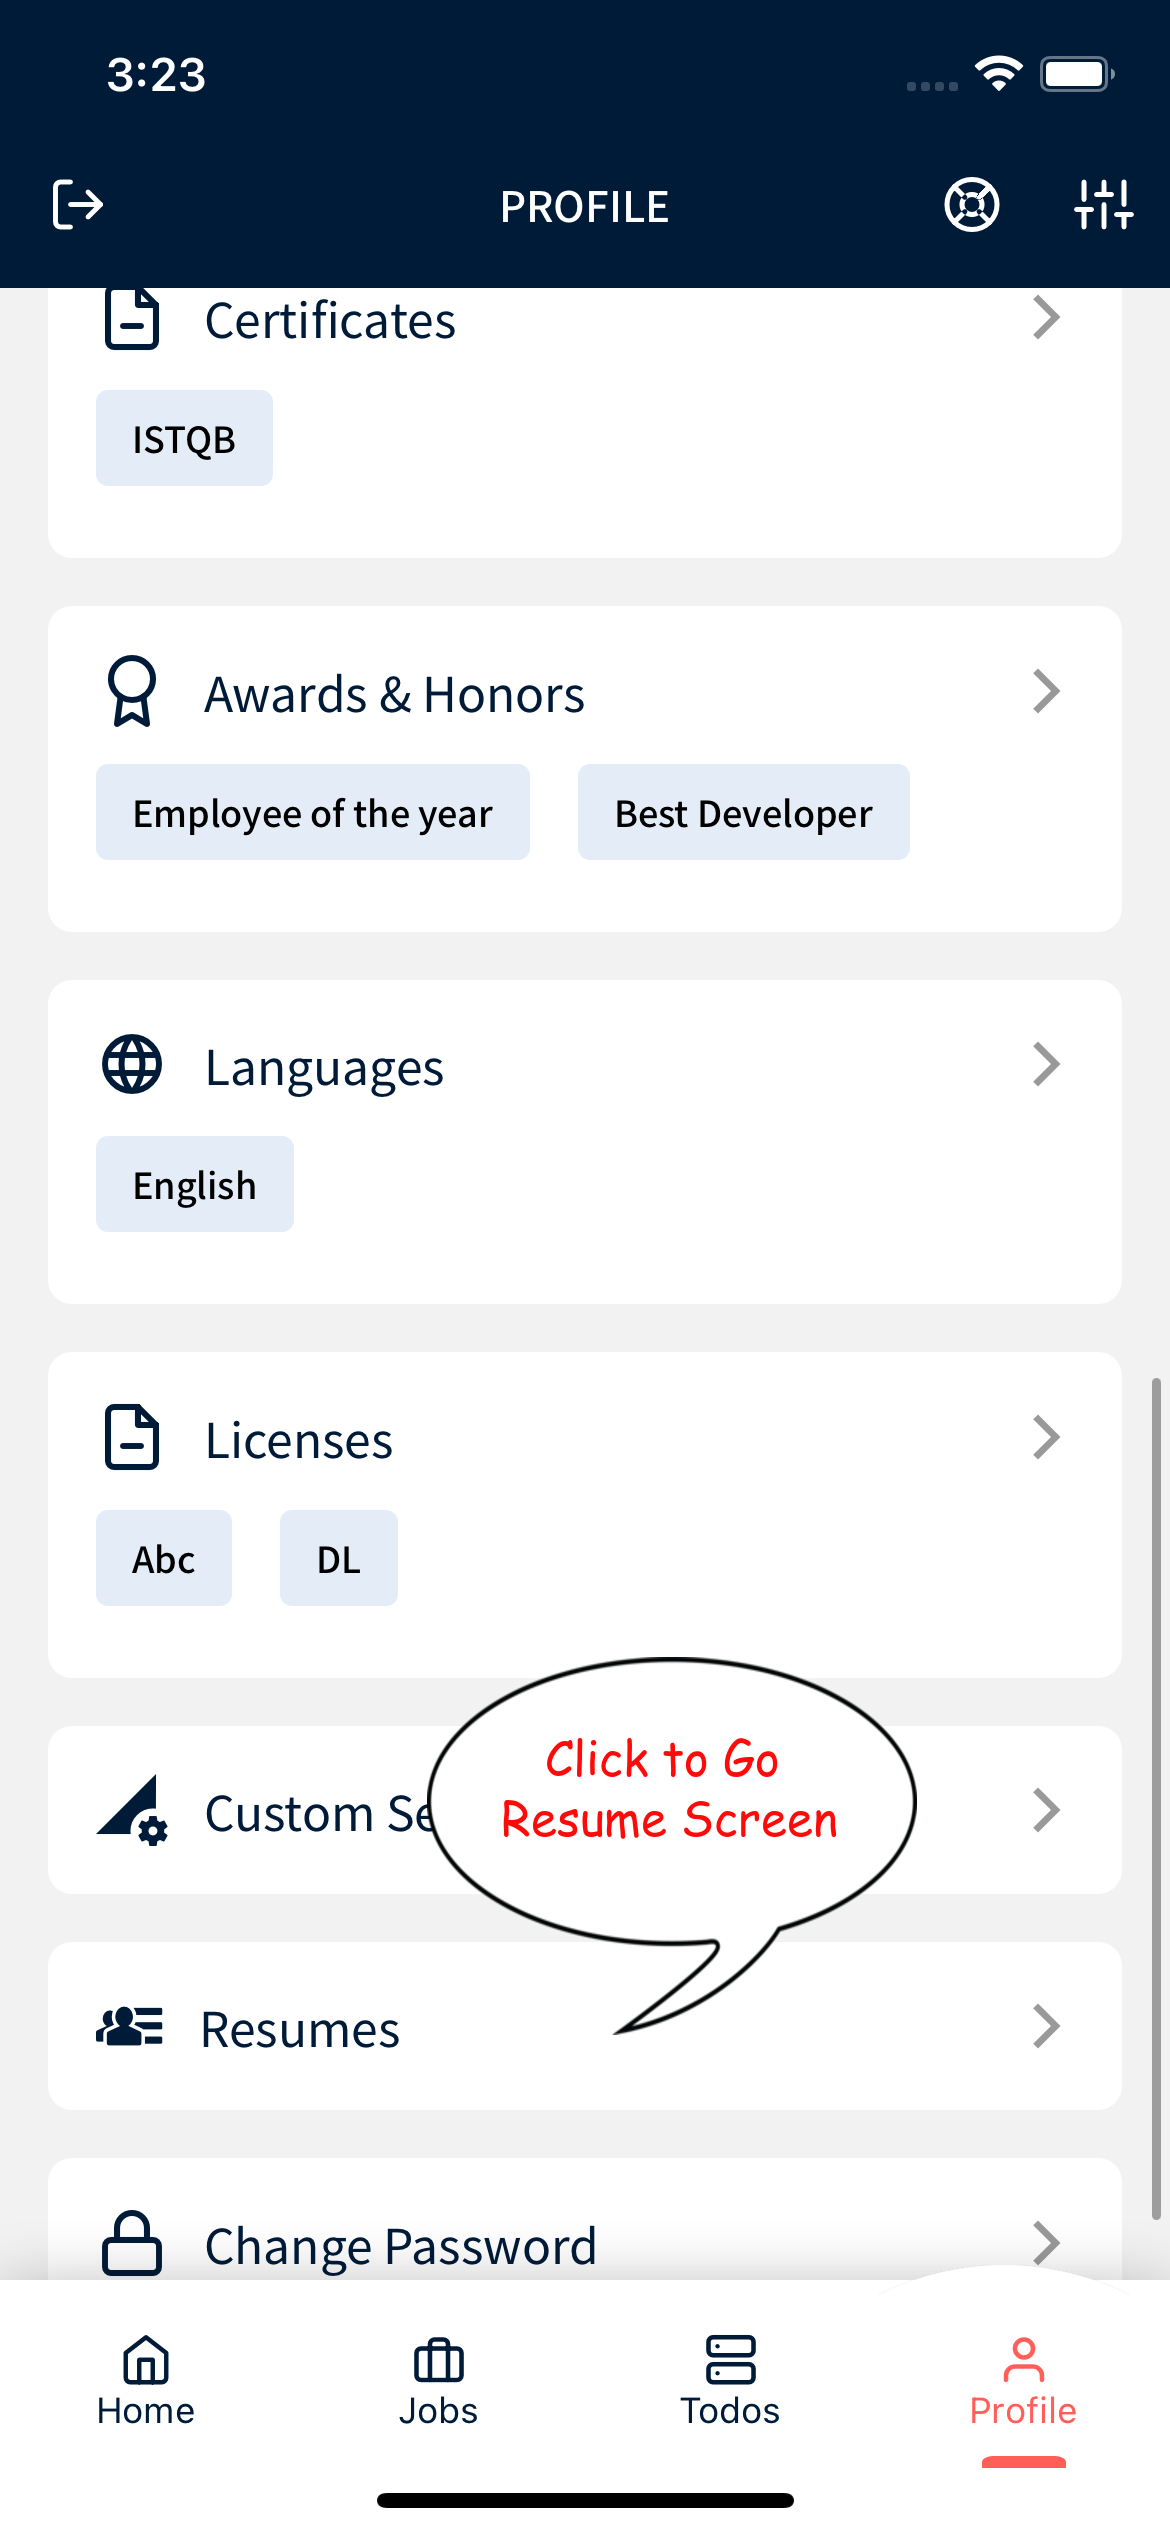 3:23
PROFILE
Certificates
ISTQB
Awards & Honors
Employee of the year
Best Developer
Languages
English
Licenses
Abc
DL
Custom
Click to Go
Resume Screen
Resumes
Change Password
Home
Jobs
Todos
Profile